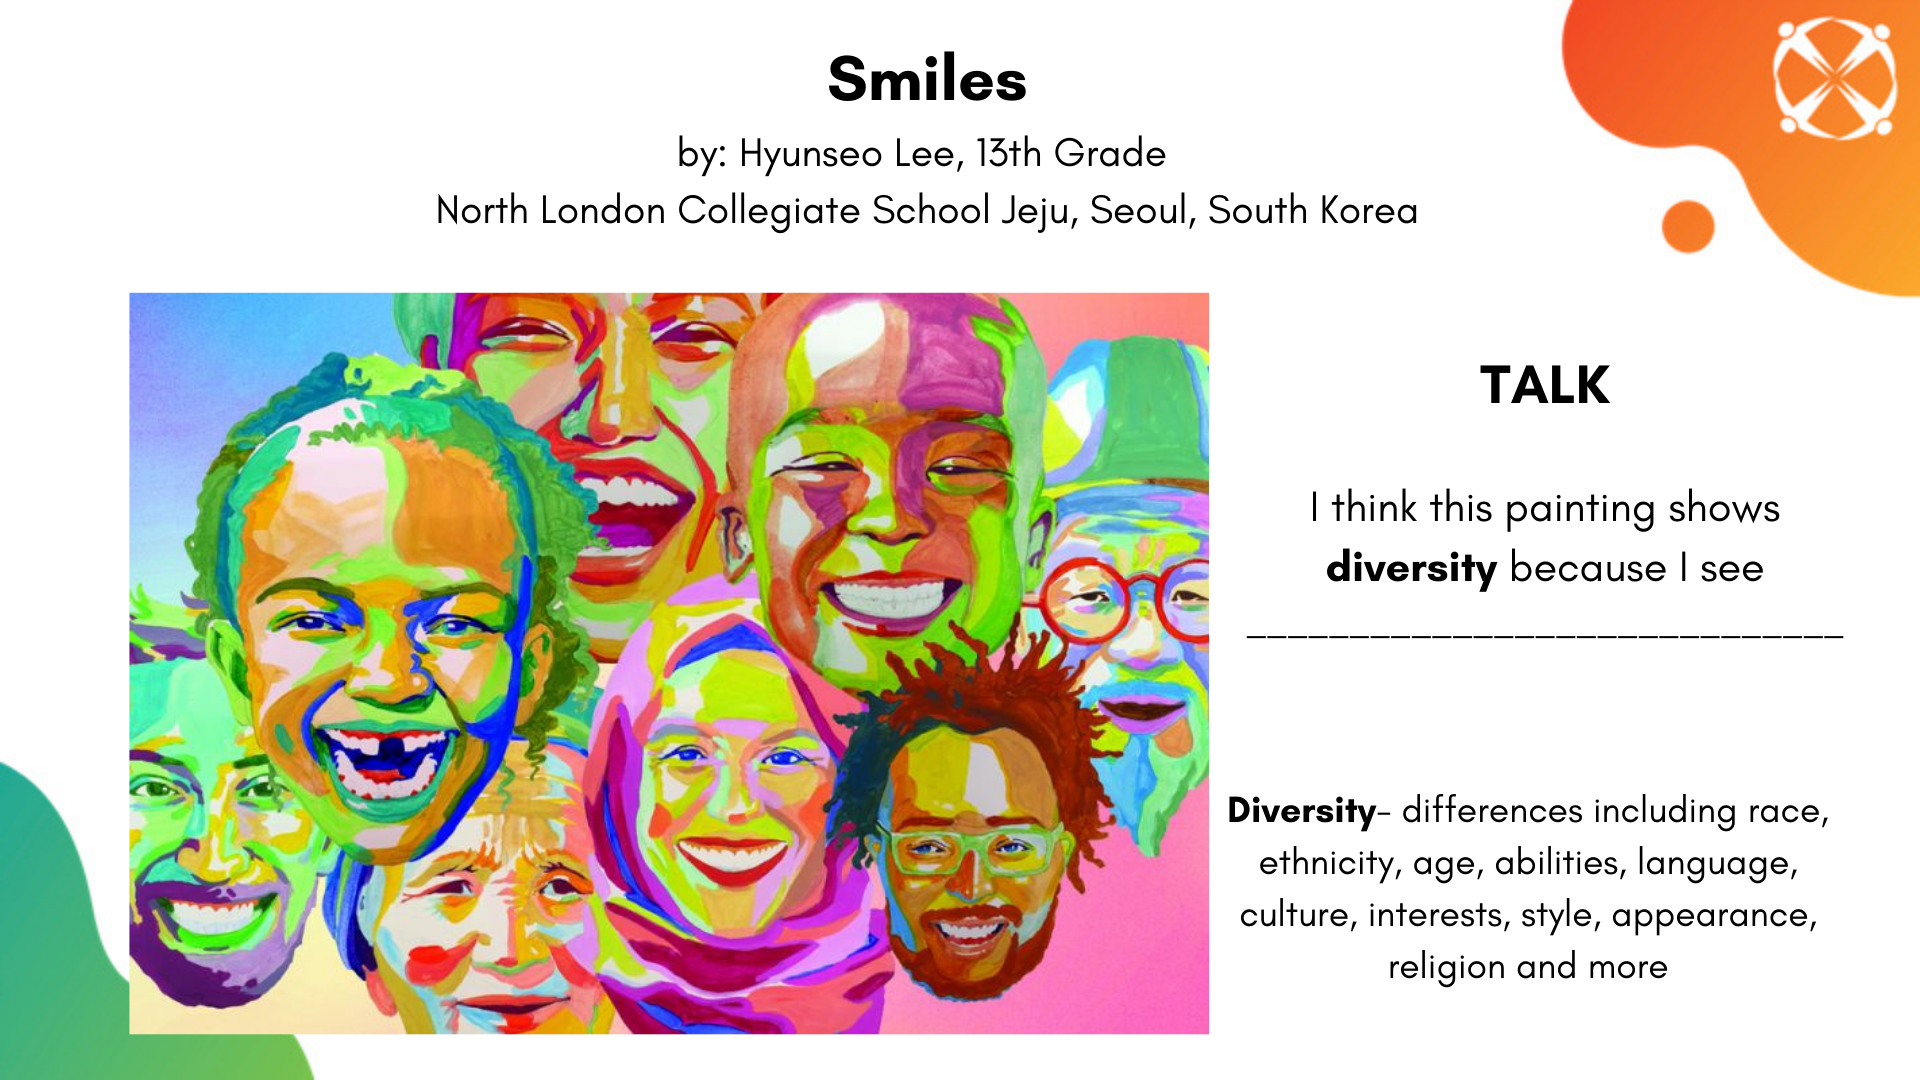 Smiles
by: Hyunseo Lee, 13th Grade
North London Collegiate School Jeju, Seoul, South Korea
TALK
I think this painting shows
diversity because I see
_____________________________
Diversity- differences including race,
ethnicity, age, abilities, language,
culture, interests, style, appearance,
religion and more